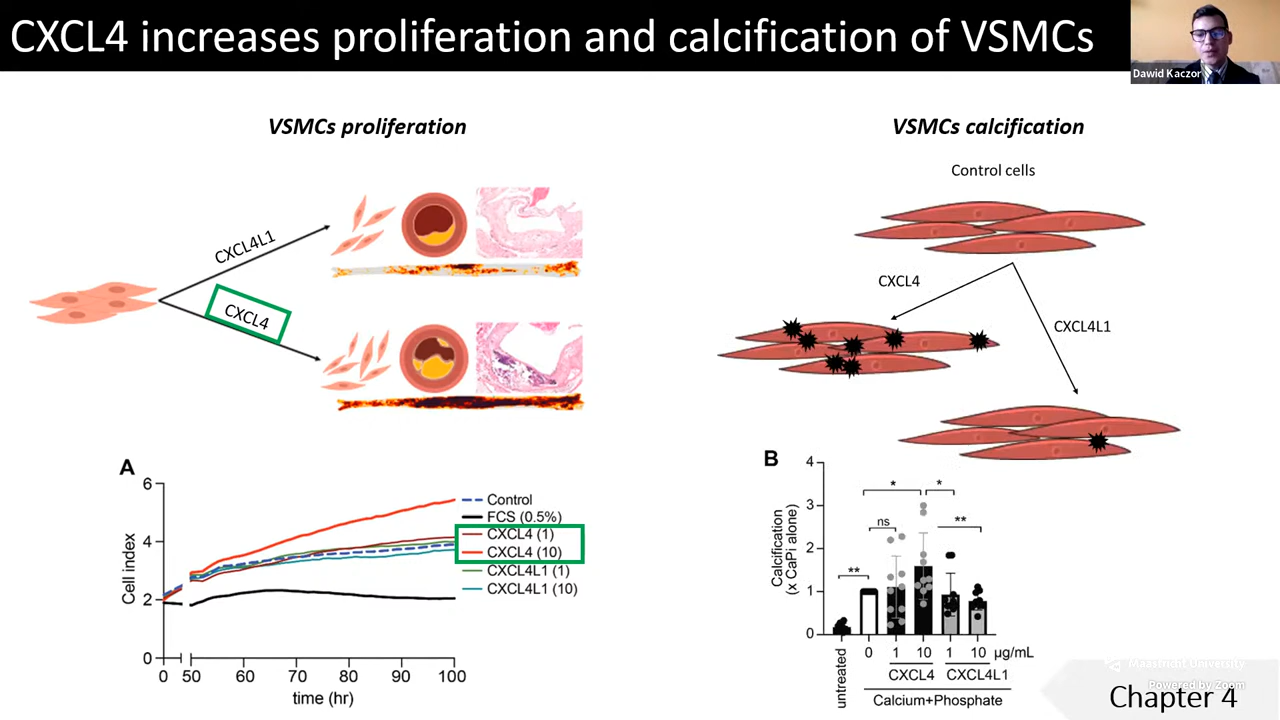 CXCL4 increases proliferation and calcification of VSMCs
Dawid Kaczor
VSMCs proliferation
CXCL4L1
CXCL4
VSMCs calcification
Control cells
CXCL4
CXCL4L1
A
6
4
2
0
Cell index
0 50 60 70 80 90 100
time (hr)
Control
FCS (0.5%)
CXCL4 (1)
CXCL4 (10)
CXCL4L1 (1)
CXCL4L1 (10)
B
4
3
2
1
0
Calcification
(x CaPi alone)
** ns * * **
untreated
0 1 10 1 10 µg/mL
CXCL4 CXCL4L1
Calcium+Phosphate
Maastricht University
Powered by Zoom
Chapter 4